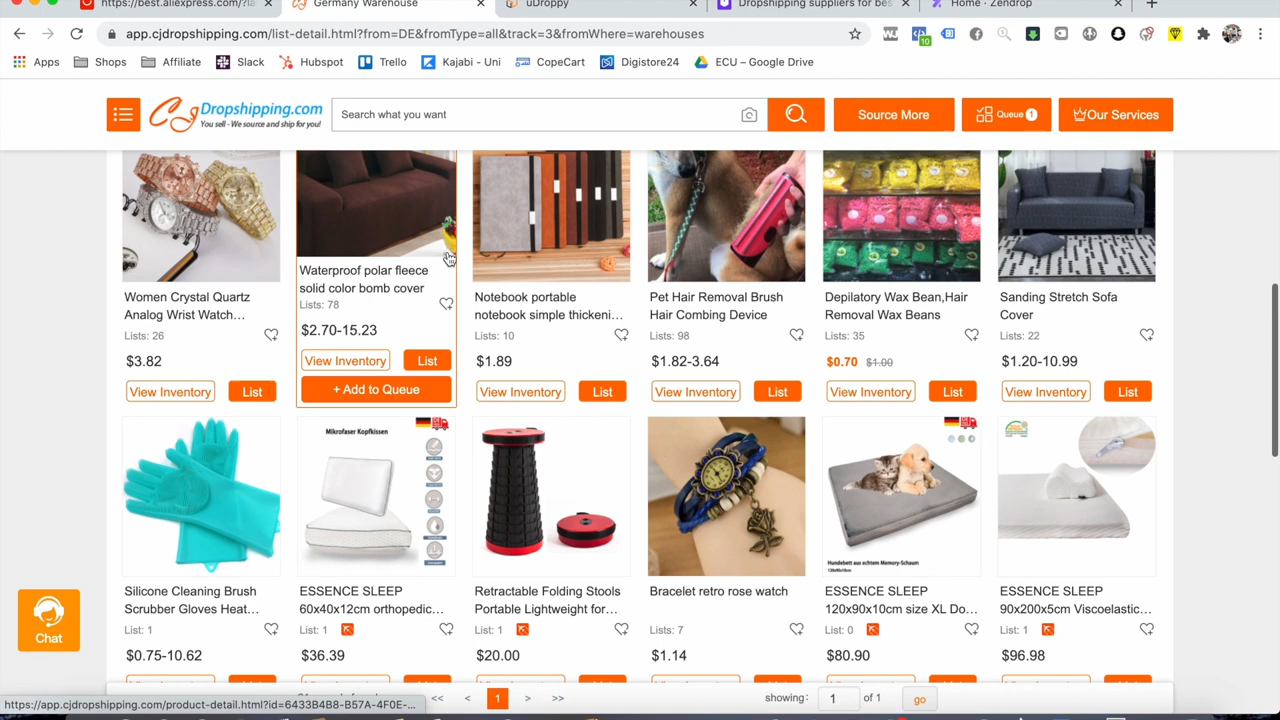 https://best.aliexpress.com/?la
Germany Warehouse
uDroppy
Dropshipping suppliers for bes
Home - Zendrop
app.cjdropshipping.com/list-detail.html?from=DE&fromType=all&track=3&fromWhere=warehouses
10
Apps Shops Affiliate Slack Hubspot Trello Kajabi - Uni CopeCart Digistore24 ECU – Google Drive
CJ Dropshipping.com
You sell - We source and ship for you!
Search what you want
Source More
Queue 1
Our Services
Women Crystal Quartz
Analog Wrist Watch…
Lists: 26
$3.82
View Inventory List
Waterproof polar fleece
solid color bomb cover
Lists: 78
$2.70-15.23
View Inventory List
+ Add to Queue
Notebook portable
notebook simple thickeni…
Lists: 10
$1.89
View Inventory List
Pet Hair Removal Brush
Hair Combing Device
Lists: 98
$1.82-3.64
View Inventory List
Depilatory Wax Bean,Hair
Removal Wax Beans
Lists: 35
$0.70 $1.00
View Inventory List
Sanding Stretch Sofa
Cover
Lists: 22
$1.20-10.99
View Inventory List
Silicone Cleaning Brush
Scrubber Gloves Heat…
Lists: 1
$0.75-10.62
Mikrofaser Kopfkissen
ESSENCE SLEEP
60x40x12cm orthopedic…
Lists: 1
$36.39
Retractable Folding Stools
Portable Lightweight for…
Lists: 1
$20.00
Bracelet retro rose watch
Lists: 7
$1.14
Hundebett aus echtem Memory-Schaum
ESSENCE SLEEP
120x90x10cm size XL Do…
Lists: 0
$80.90
ESSENCE SLEEP
90x200x5cm Viscoelastic…
Lists: 1
$96.98
Chat
<< < 1 > >>
showing: 1 of 1 go
https://app.cjdropshipping.com/product-detail.html?id=6433B4B8-B57A-4F0E-...